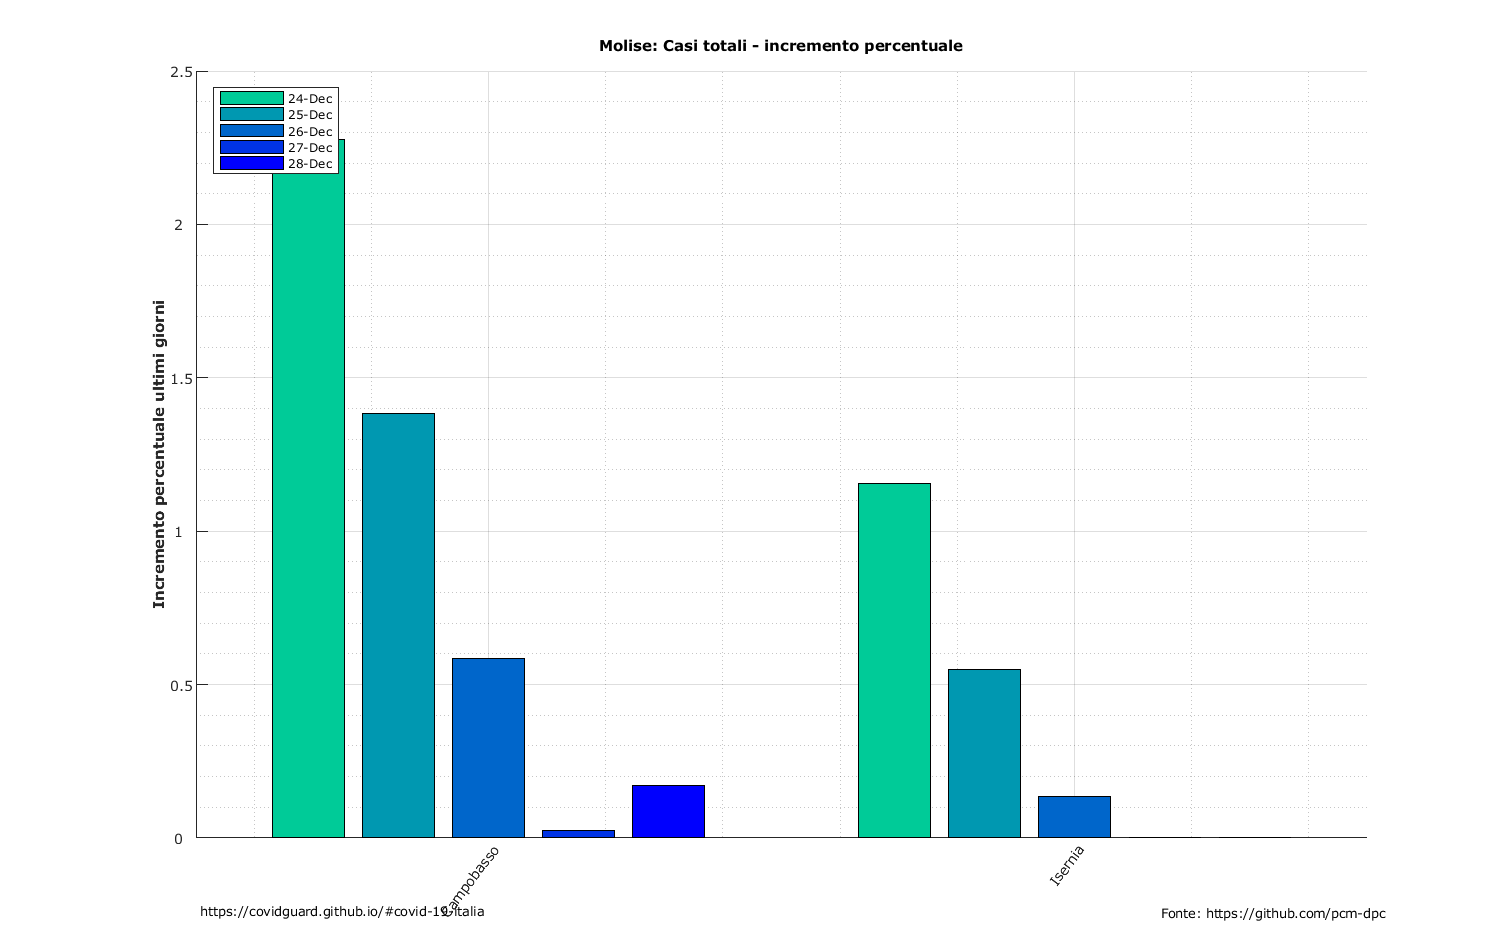 Molise: Casi totali - incremento percentuale
2.5
24-Dec
25-Dec
26-Dec
27-Dec
28-Dec
2
1.5
1
0.5
0
Incremento percentuale ultimi giorni
Campobasso
Isernia
https://covidguard.github.io/#covid-19-italia
Fonte: https://github.com/pcm-dpc